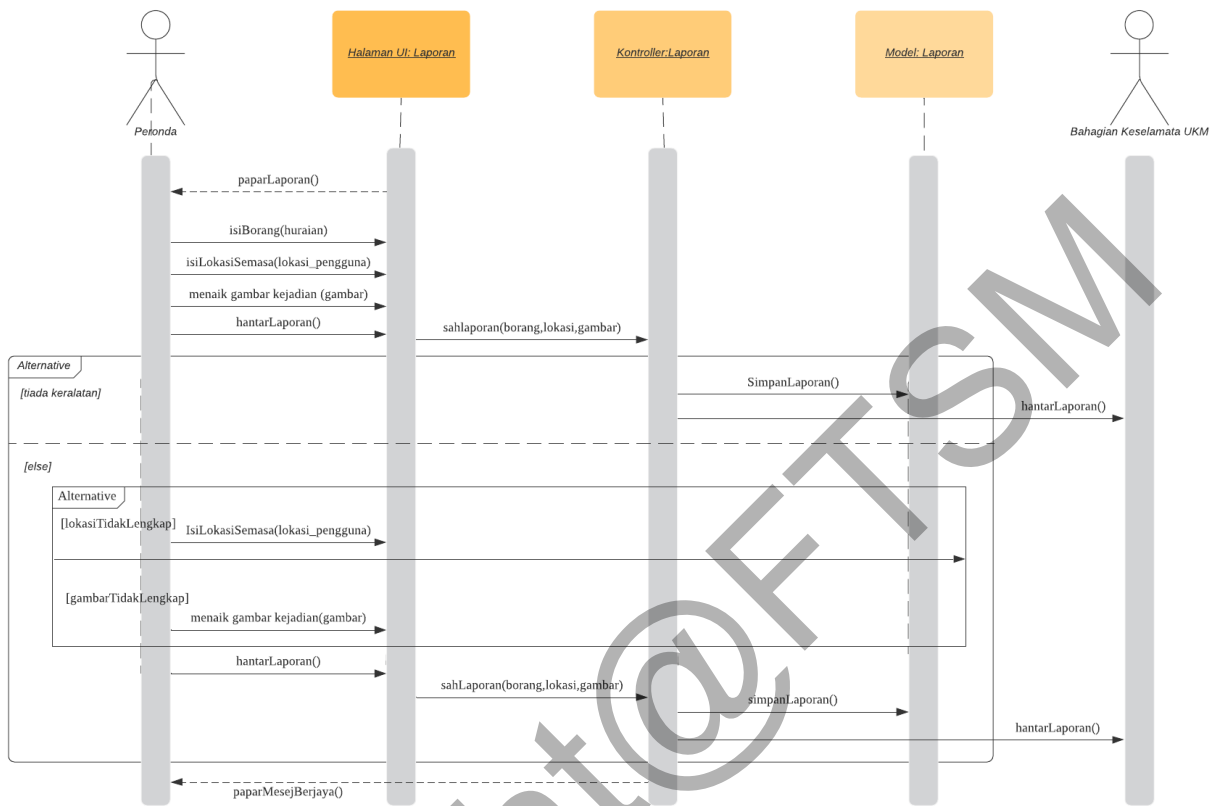 Halaman UI: Laporan
Kontroller:Laporan
Model: Laporan
Peronda
Bahagian Keselamata UKM
paparLaporan()
isiBorang(huraian)
isiLokasiSemasa(lokasi_pengguna)
menaik gambar kejadian (gambar)
hantarLaporan()
sahlaporan(borang,lokasi,gambar)
Alternative
[tiada keralatan]
SimpanLaporan()
hantarLaporan()
[else]
Alternative
[lokasiTidakLengkap]
IsiLokasiSemasa(lokasi_pengguna)
[gambarTidakLengkap]
menaik gambar kejadian(gambar)
hantarLaporan()
sahLaporan(borang,lokasi,gambar)
simpanLaporan()
hantarLaporan()
paparMesejBerjaya()
@FTSM